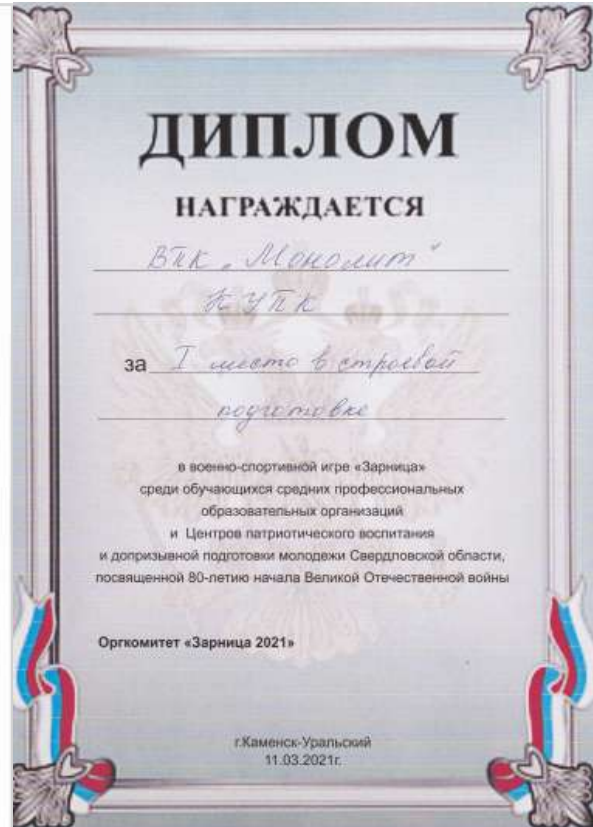 ДИПЛОМ
НАГРАЖДАЕТСЯ
ВПК „Монолит"
КУПК
за I место в строевой
подготовке
в военно-спортивной игре «Зарница»
среди обучающихся средних профессиональных
образовательных организаций
и Центров патриотического воспитания
и допризывной подготовки молодежи Свердловской области,
посвященной 80-летию начала Великой Отечественной войны
Оргкомитет «Зарница 2021»
г.Каменск-Уральский
11.03.2021г.